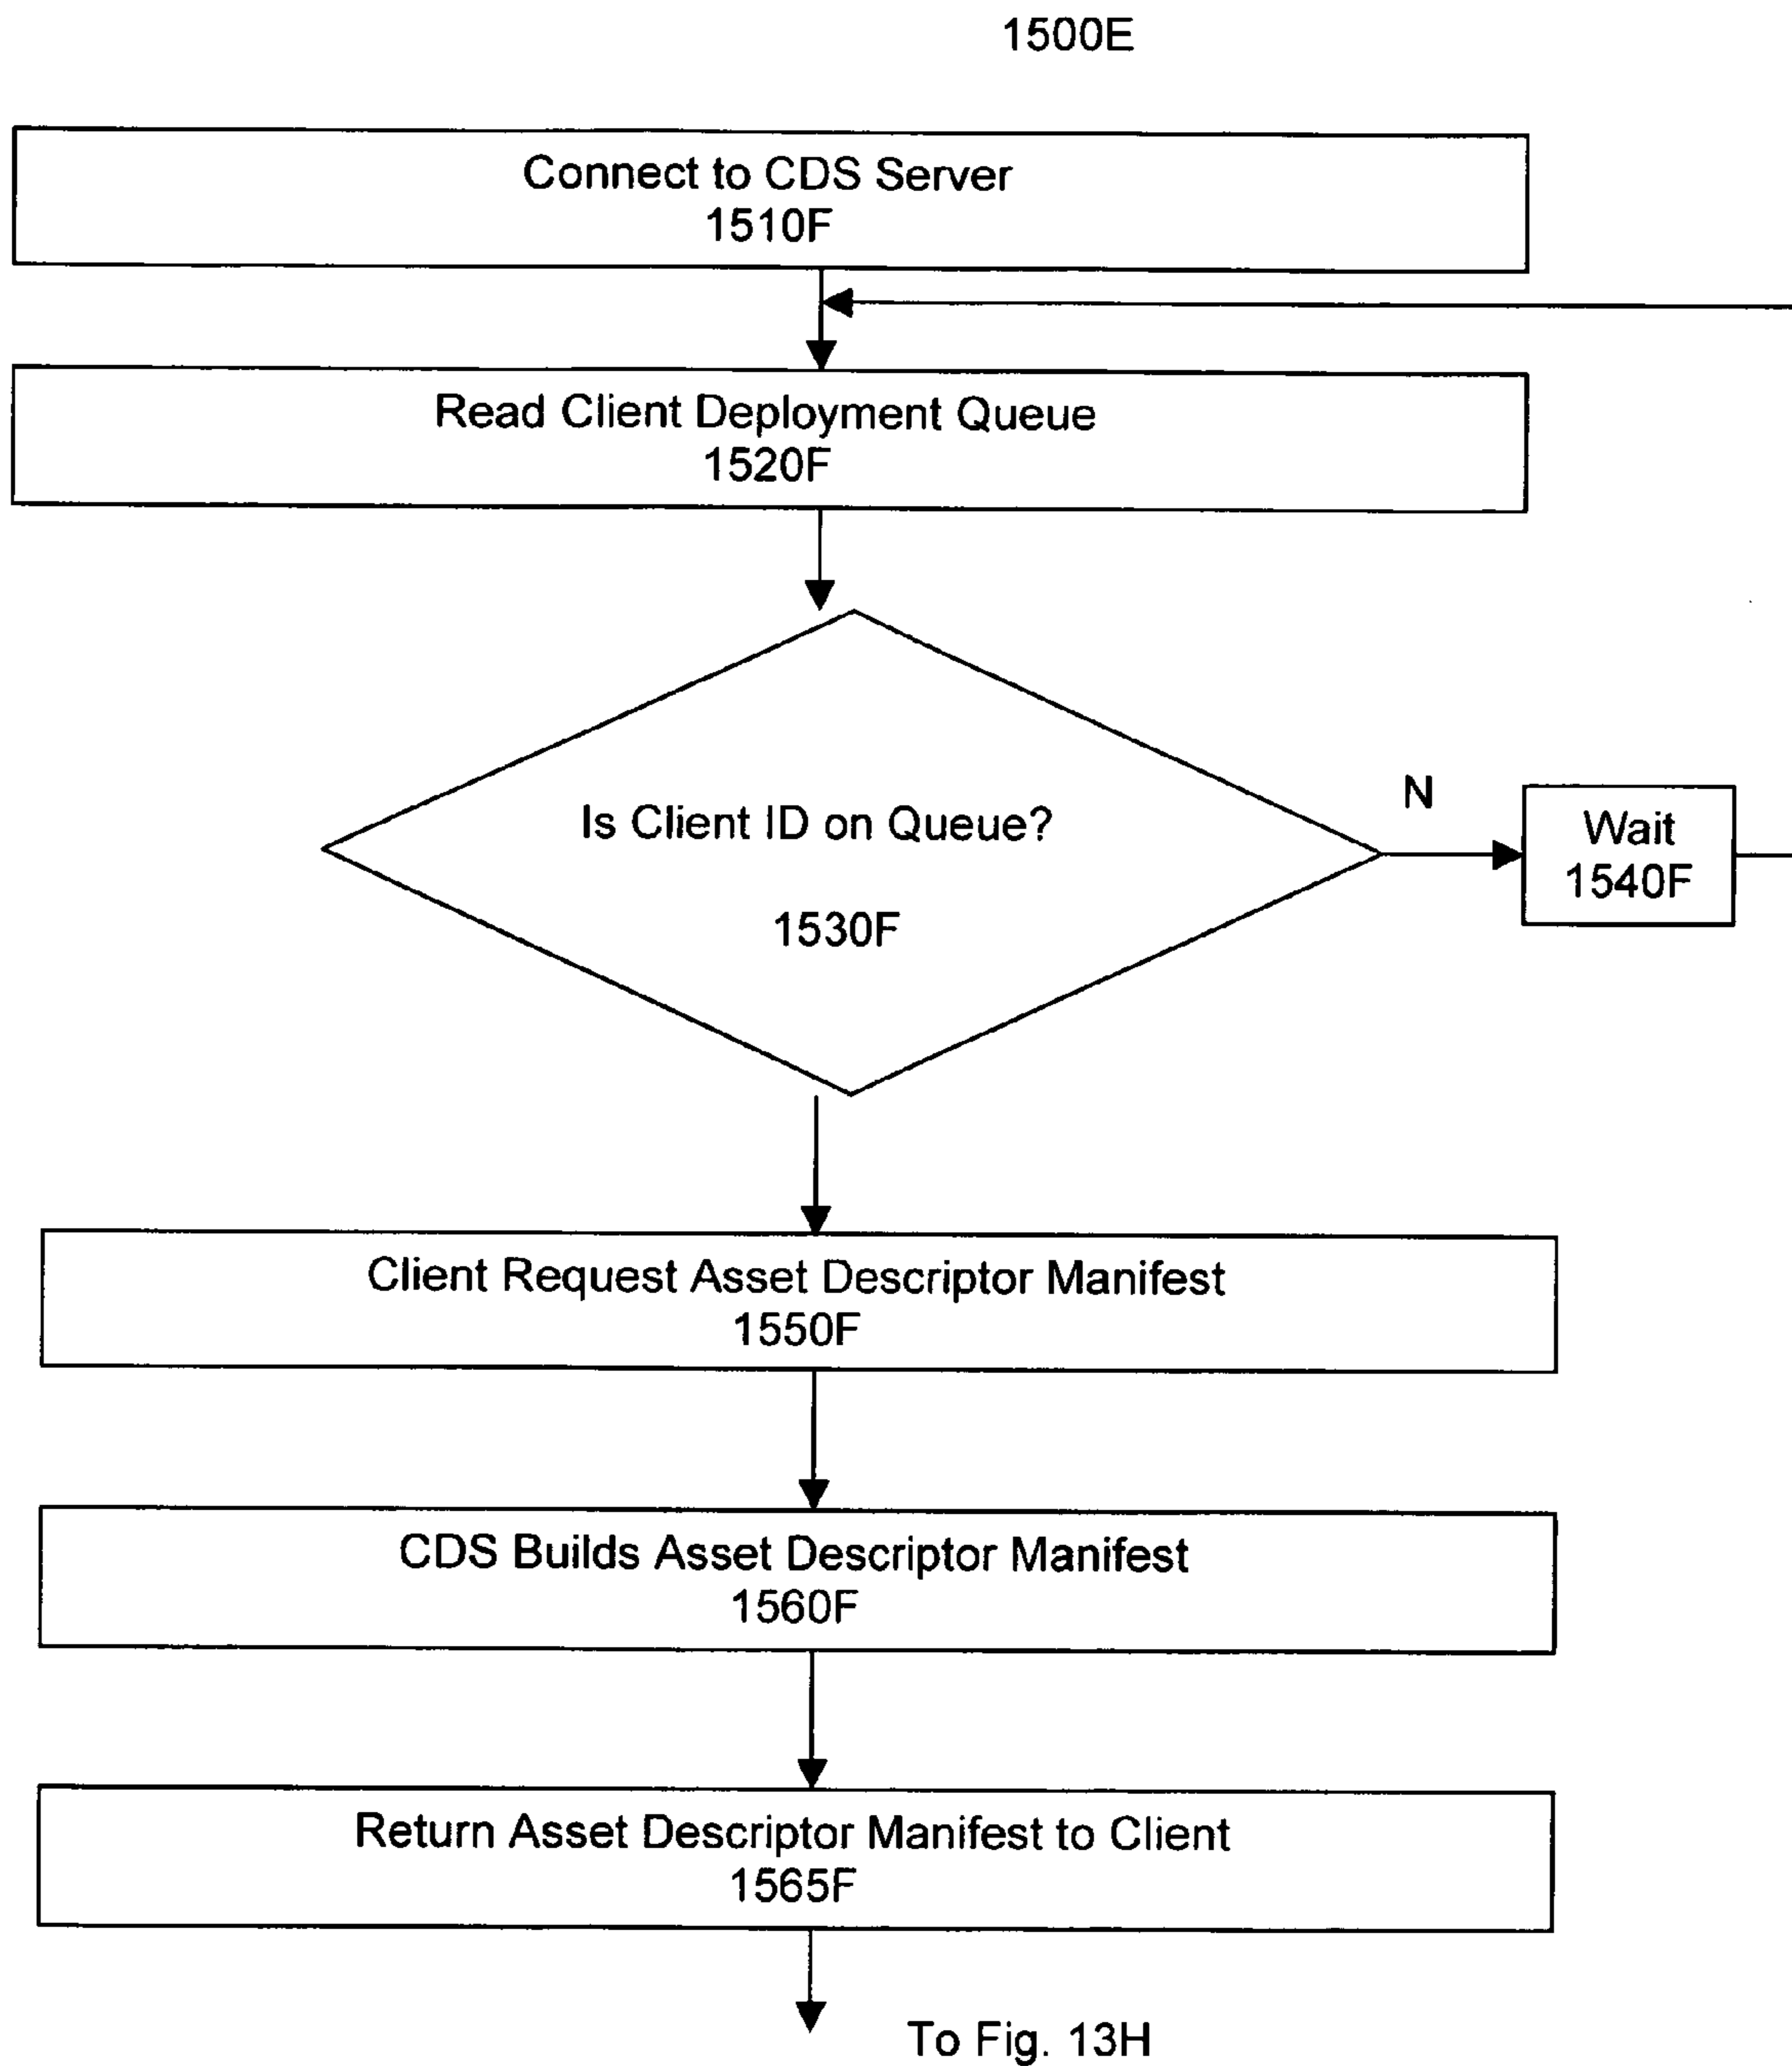 1500E
Connect to CDS Server
1510F
Read Client Deployment Queue
1520F
Is Client ID on Queue?
1530F
N
Wait
1540F
Client Request Asset Descriptor Manifest
1550F
CDS Builds Asset Descriptor Manifest
1560F
Return Asset Descriptor Manifest to Client
1565F
To Fig. 13H